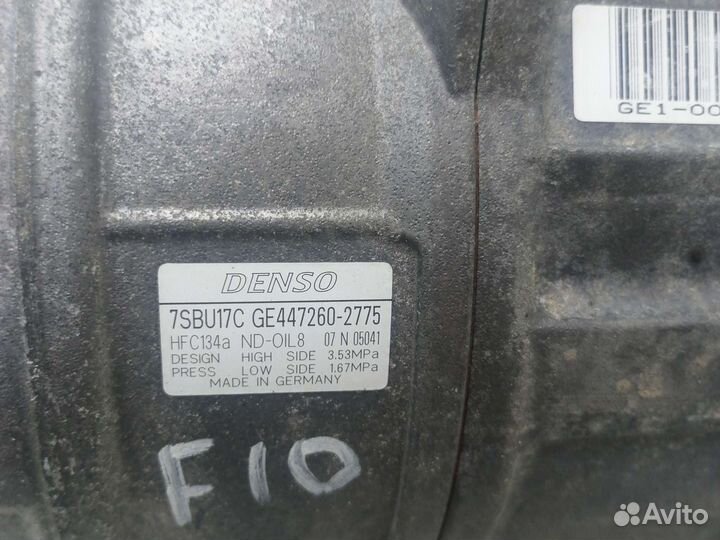 GE1-00
DENSO
7SBU17C GE447260-2775
HFC134a ND-OIL8 07 N 05041
DESIGN HIGH SIDE 3.53MPa
PRESS LOW SIDE 1.67MPa
MADE IN GERMANY
F10
Avito